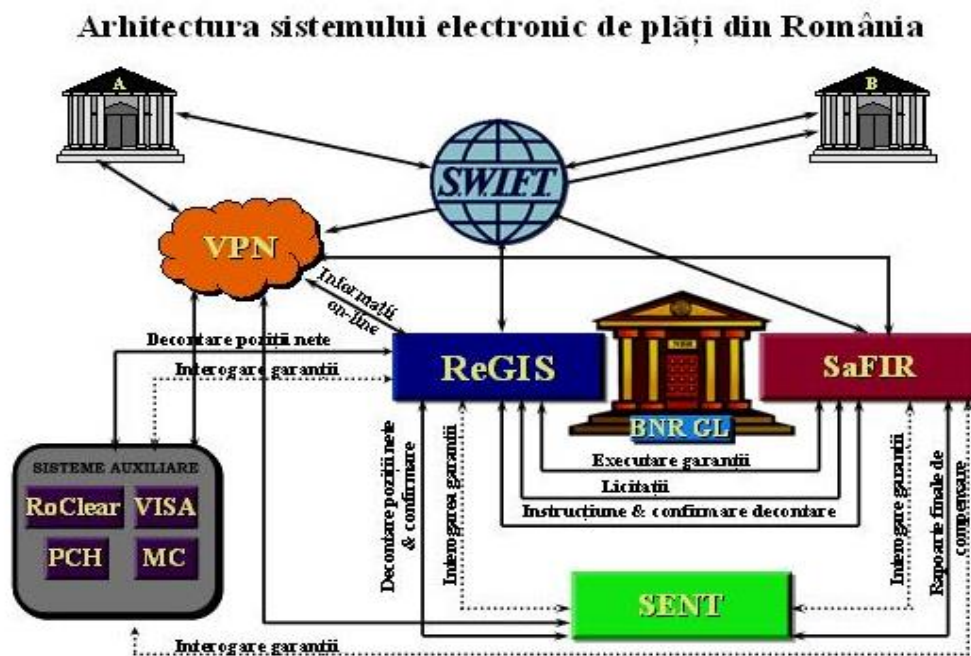 Arhitectura sistemului electronic de plăți din România
A
B
S.W.I.F.T.
VPN
Informații
on-line
Decontare poziții nete
Interogare garanții
ReGIS
NBR
BNR GL
SaFIR
SISTEME AUXILIARE
RoClear
VISA
PCH
MC
Decontare poziții nete
& confirmare
Interogarea garanții
Executare garanții
Licitații
Instrucțiune & confirmare decontare
Interogare garanții
Rapoarte finale de
compensare
SENT
Interogare garanții